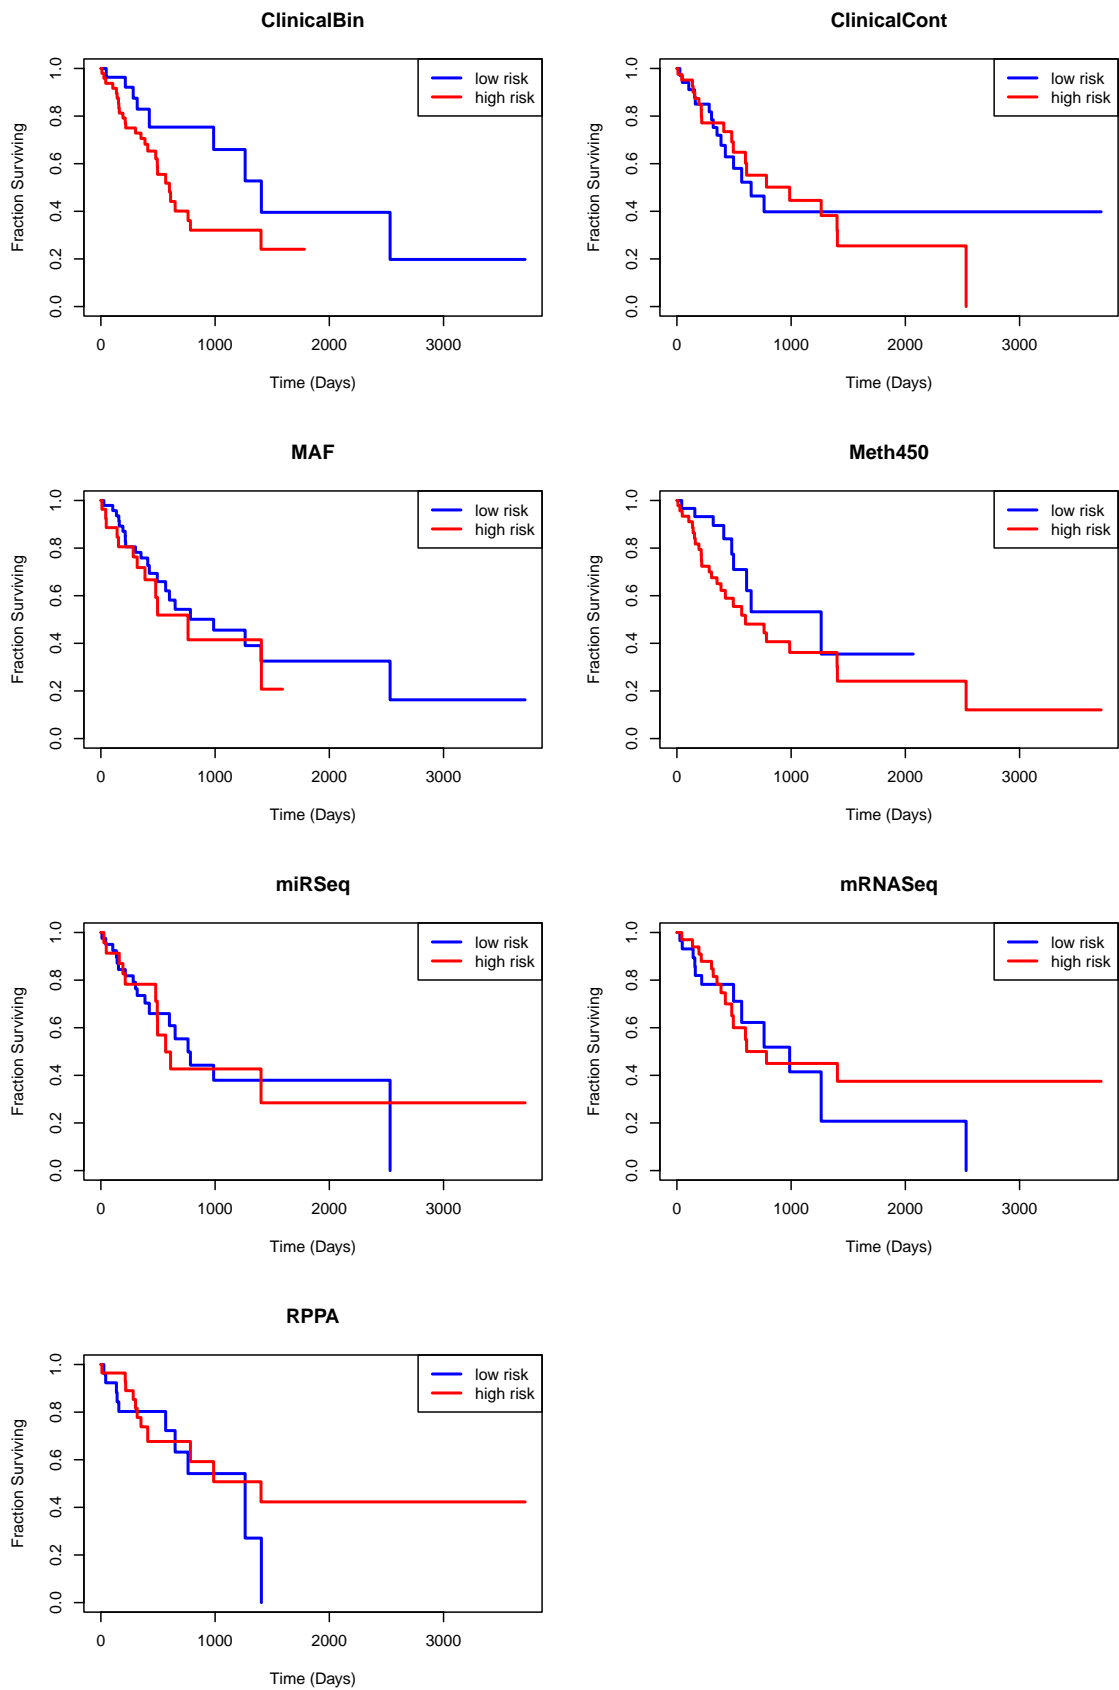 ClinicalBin
low risk
high risk
Fraction Surviving
0.0 0.2 0.4 0.6 0.8 1.0
0 1000 2000 3000
Time (Days)
ClinicalCont
low risk
high risk
Fraction Surviving
0.0 0.2 0.4 0.6 0.8 1.0
0 1000 2000 3000
Time (Days)
MAF
low risk
high risk
Fraction Surviving
0.0 0.2 0.4 0.6 0.8 1.0
0 1000 2000 3000
Time (Days)
Meth450
low risk
high risk
Fraction Surviving
0.0 0.2 0.4 0.6 0.8 1.0
0 1000 2000 3000
Time (Days)
miRSeq
low risk
high risk
Fraction Surviving
0.0 0.2 0.4 0.6 0.8 1.0
0 1000 2000 3000
Time (Days)
mRNASeq
low risk
high risk
Fraction Surviving
0.0 0.2 0.4 0.6 0.8 1.0
0 1000 2000 3000
Time (Days)
RPPA
low risk
high risk
Fraction Surviving
0.0 0.2 0.4 0.6 0.8 1.0
0 1000 2000 3000
Time (Days)